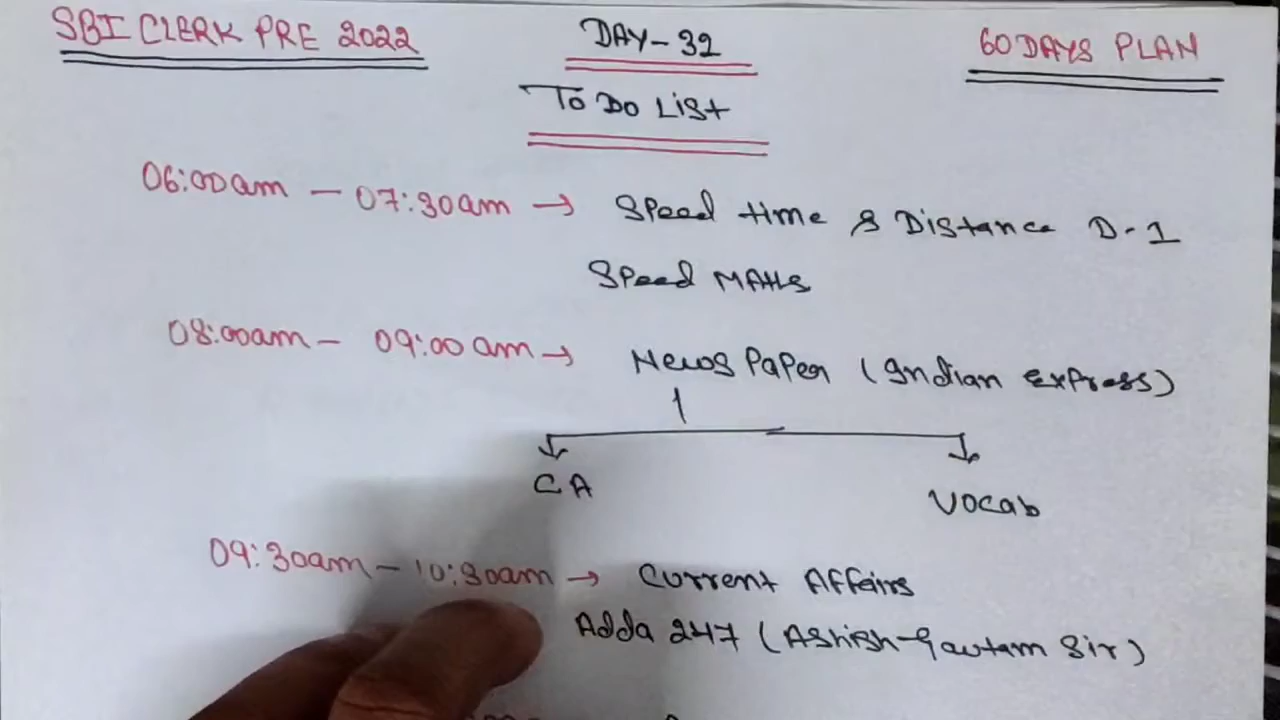 SBI CLERK PRE 2022
DAY-32
60 DAYS PLAN
To Do List
06:00am - 07:30am → Speed time & Distance D-1
Speed Maths
08:00am - 09:00am → News Paper (Indian Express)
CA
Vocab
09:30am - 10:30am → Current Affairs
Adda 247 (Ashish Gautam Sir)